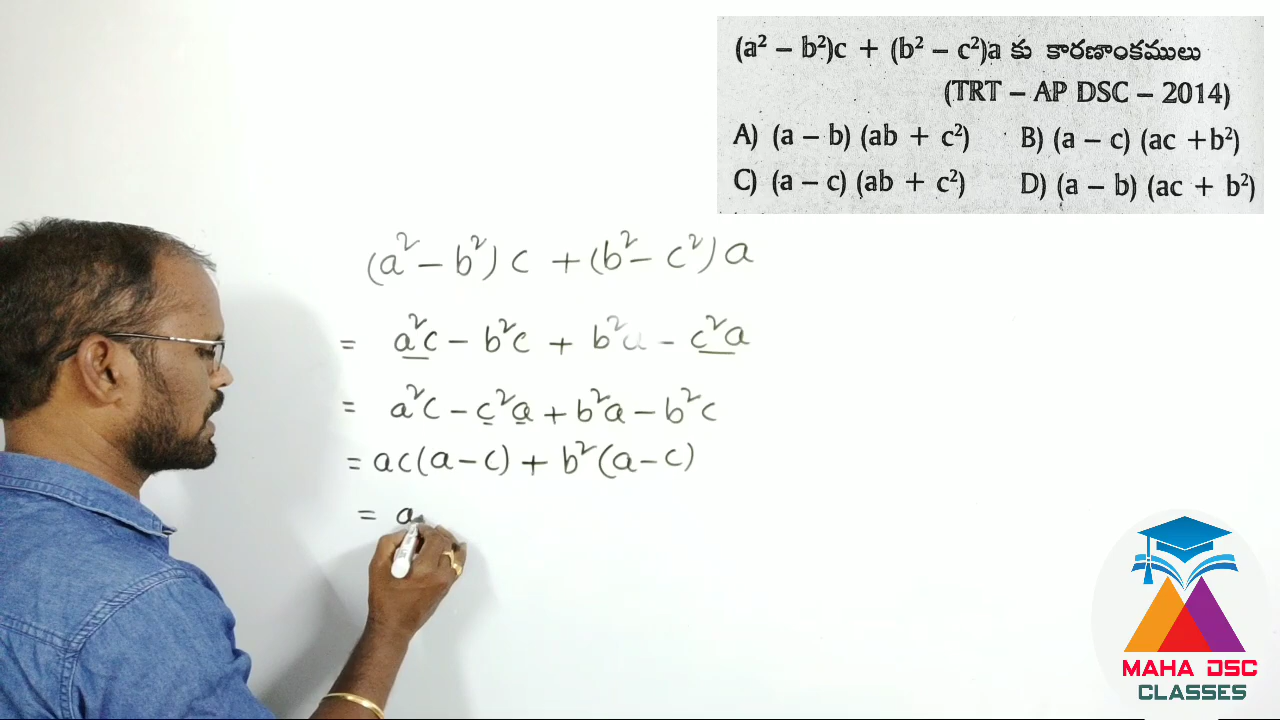 (a² – b²)c + (b² – c²)a కు కారణాంకములు
(TRT – AP DSC – 2014)
A) (a – b) (ab + c²) B) (a – c) (ac +b²)
C) (a – c) (ab + c²) D) (a – b) (ac + b²)
(a² – b²) c + (b² – c²) a
= a²c – b²c + b²a – c²a
= a²c – c²a + b²a – b²c
= ac(a – c) + b²(a – c)
= a
MAHA DSC
CLASSES